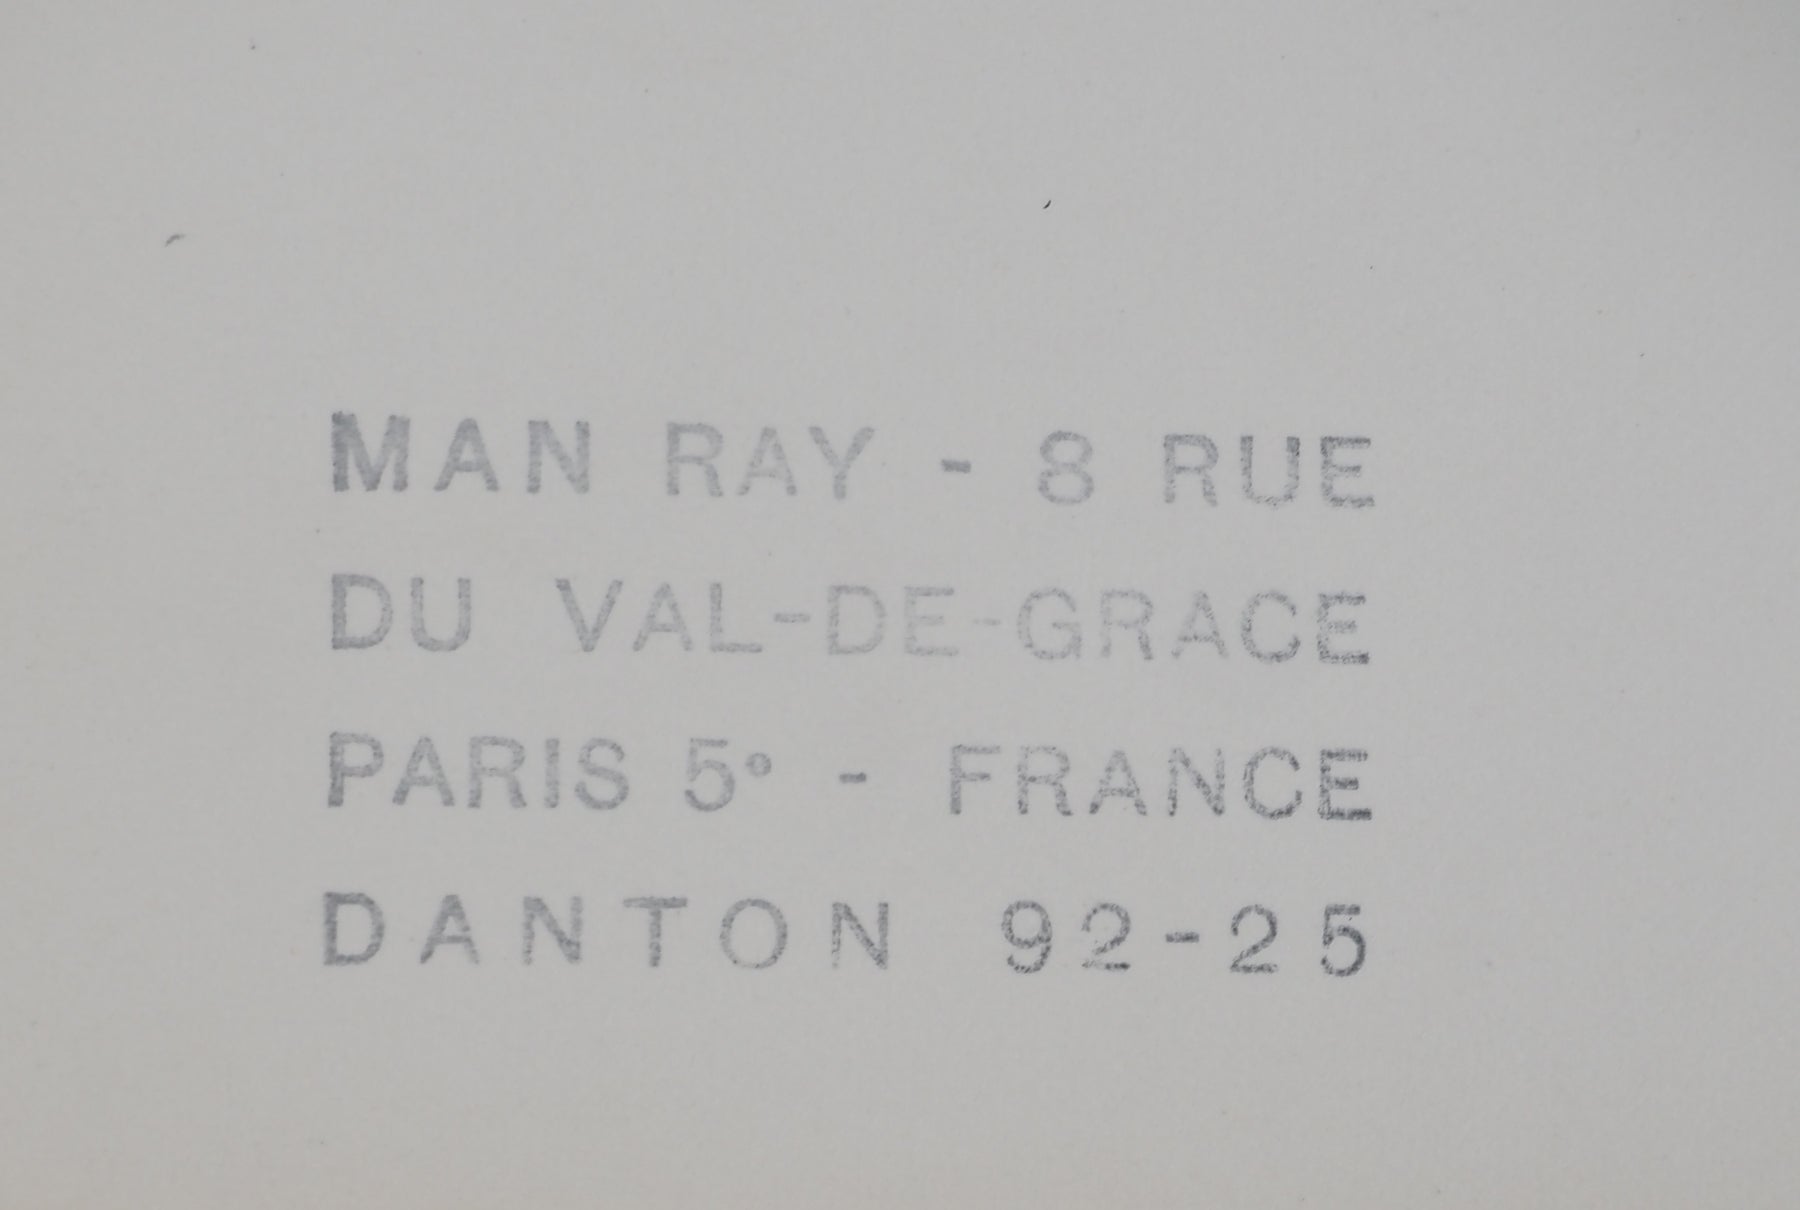 MAN RAY - 8 RUE
DU VAL-DE-GRACE
PARIS 5° - FRANCE
DANTON 92-25